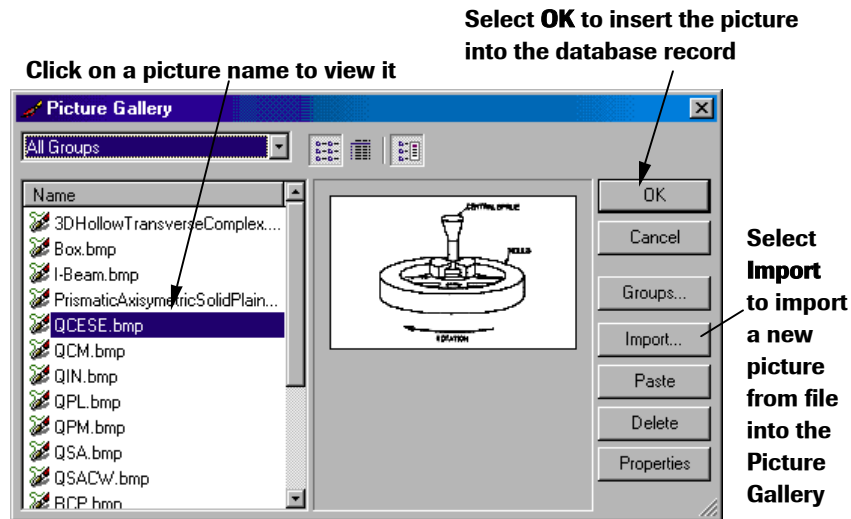 Select OK to insert the picture
into the database record
Click on a picture name to view it
Picture Gallery
All Groups
Name
3DHollowTransverseComplex....
Box.bmp
I-Beam.bmp
PrismaticAxisymetricSolidPlain...
QCESE.bmp
QCM.bmp
QIN.bmp
QPL.bmp
QPM.bmp
QSA.bmp
QSACW.bmp
RCP.bmp
CENTRAL SPRUE
MOULD
ROTATION
OK
Cancel
Groups...
Import...
Paste
Delete
Properties
Select
Import
to import
a new
picture
from file
into the
Picture
Gallery